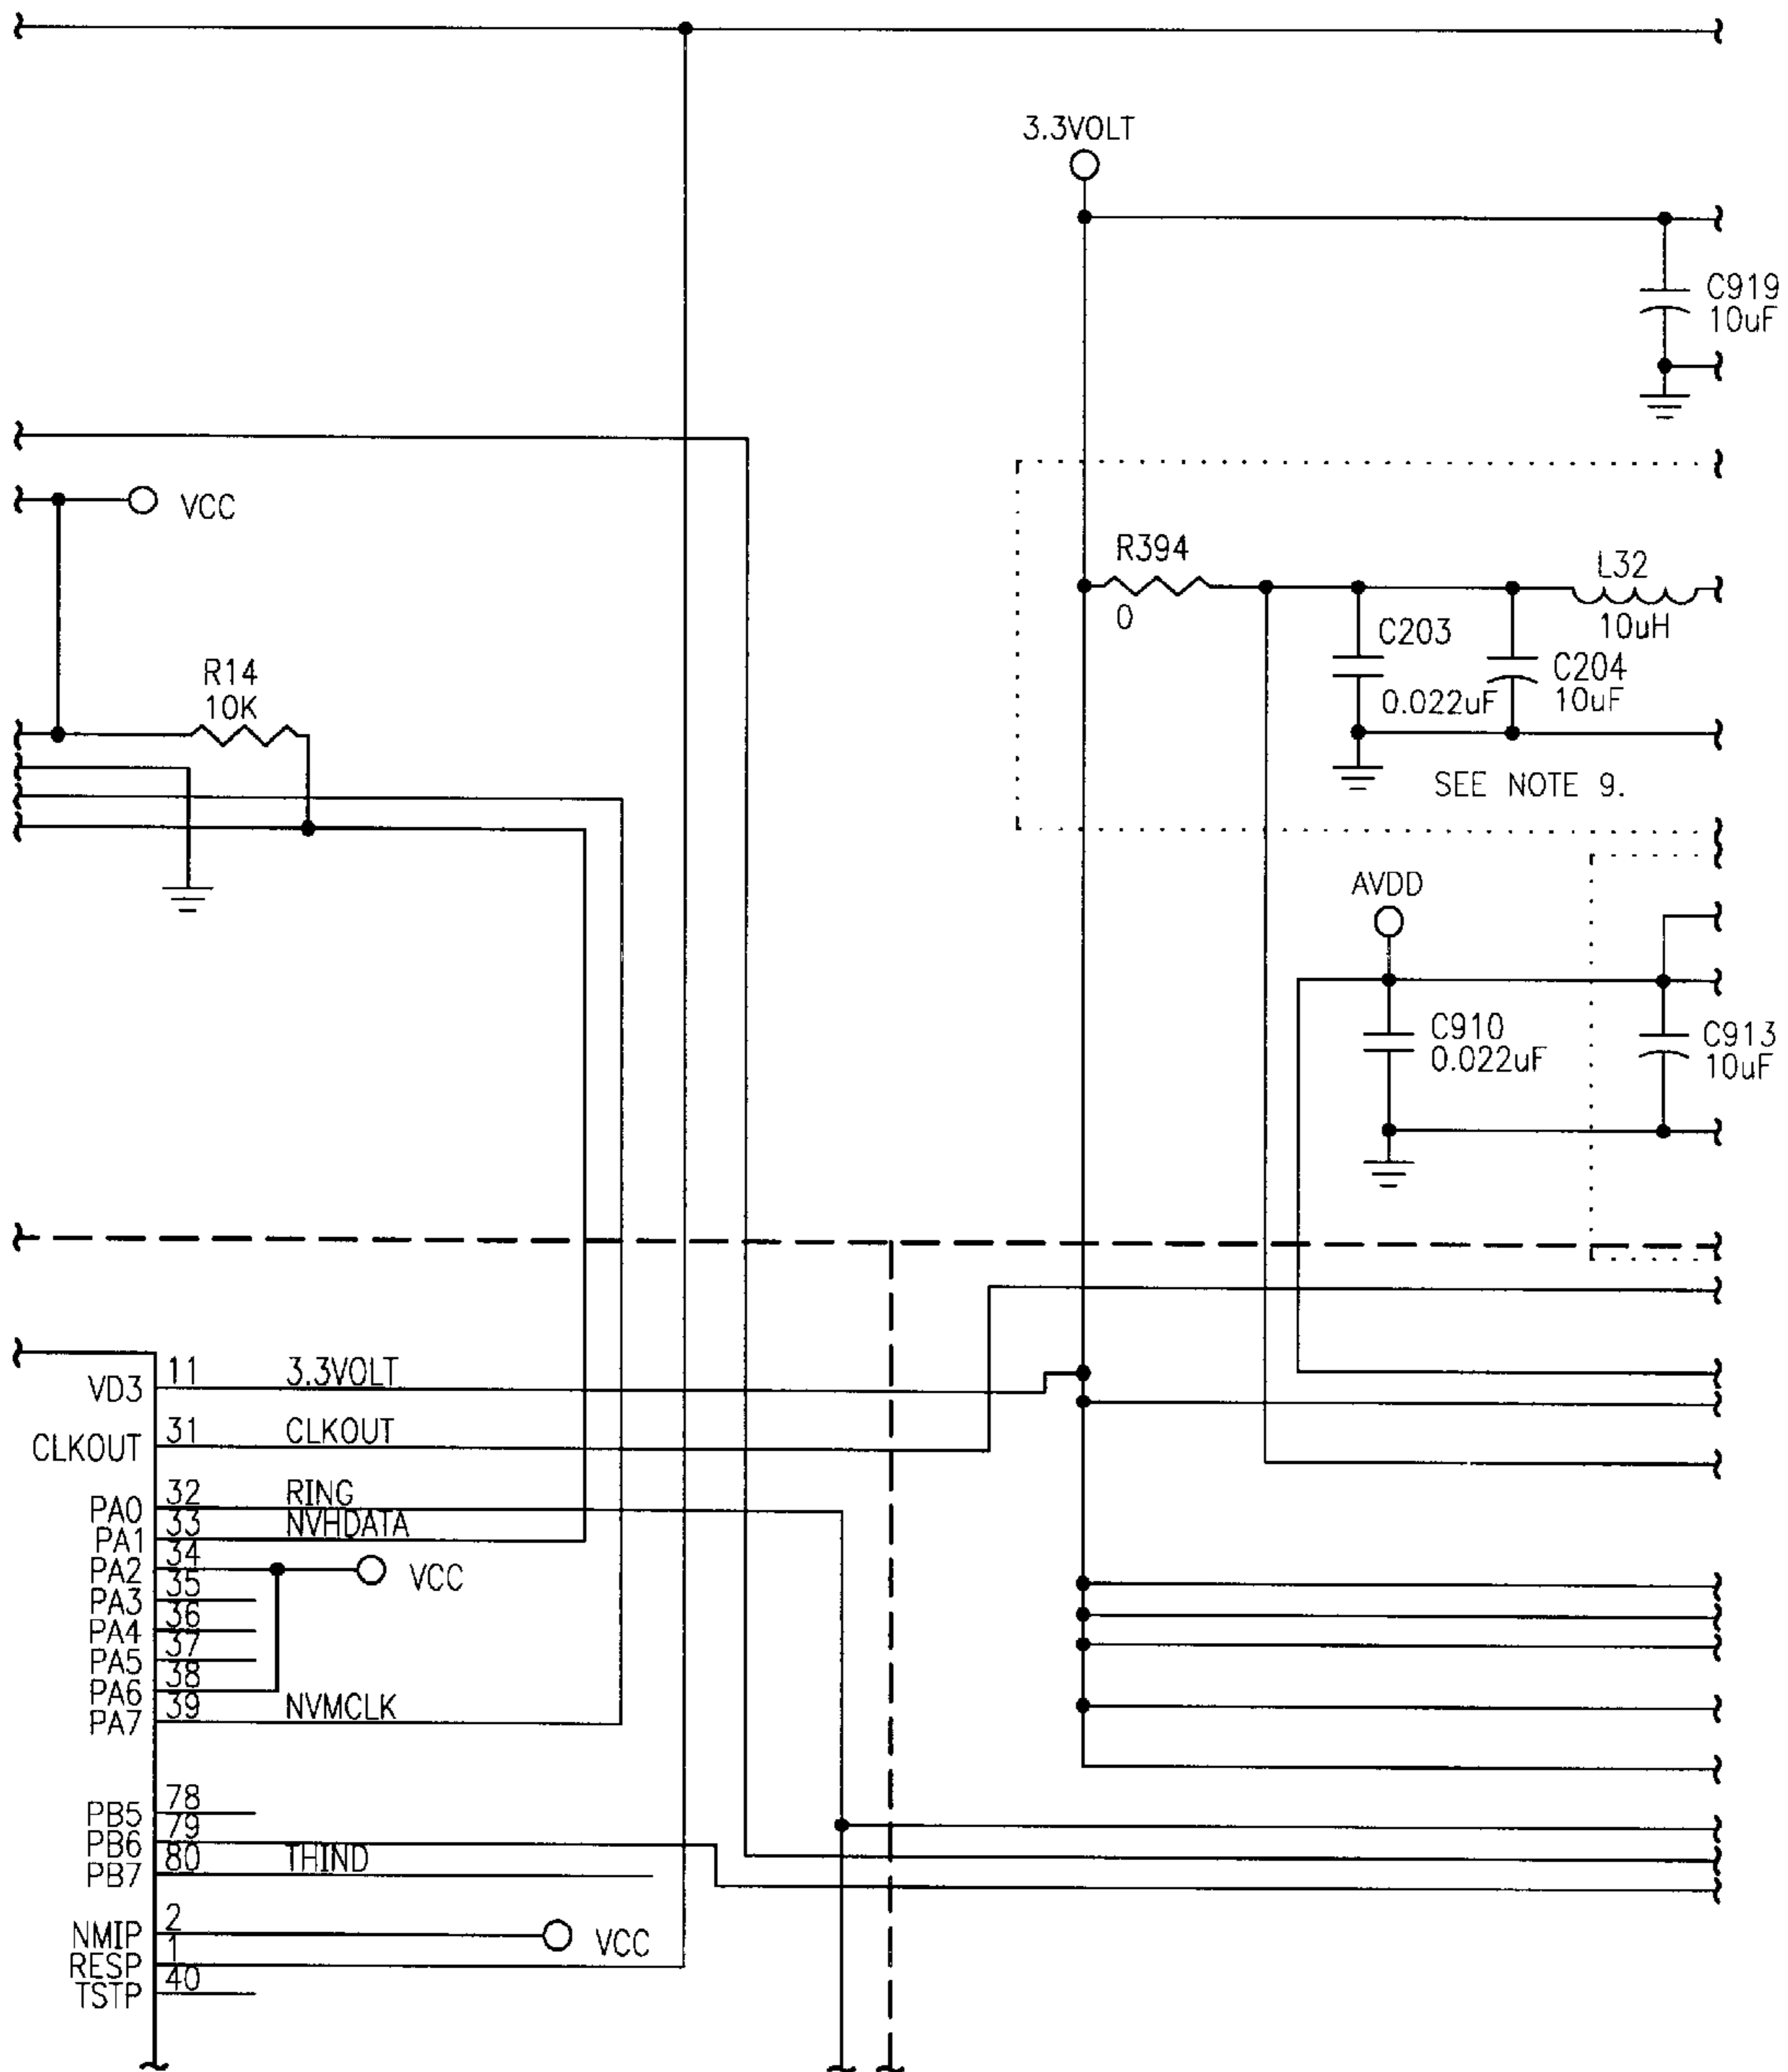 3.3VOLT
C919
10uF
VCC
R394
0
L32
10uH
C203
0.022uF
C204
10uF
R14
10K
SEE NOTE 9.
AVDD
C910
0.022uF
C913
10uF
VD3 11 3.3VOLT
CLKOUT 31 CLKOUT
PA0 32 RING
PA1 33 NVHDATA
PA2 34 VCC
PA3 35
PA4 36
PA5 37
PA6 38
PA7 39 NVMCLK
PB5 78
PB6 79
PB7 80 THIND
NMIP 2 VCC
RESP 1
TSTP 40